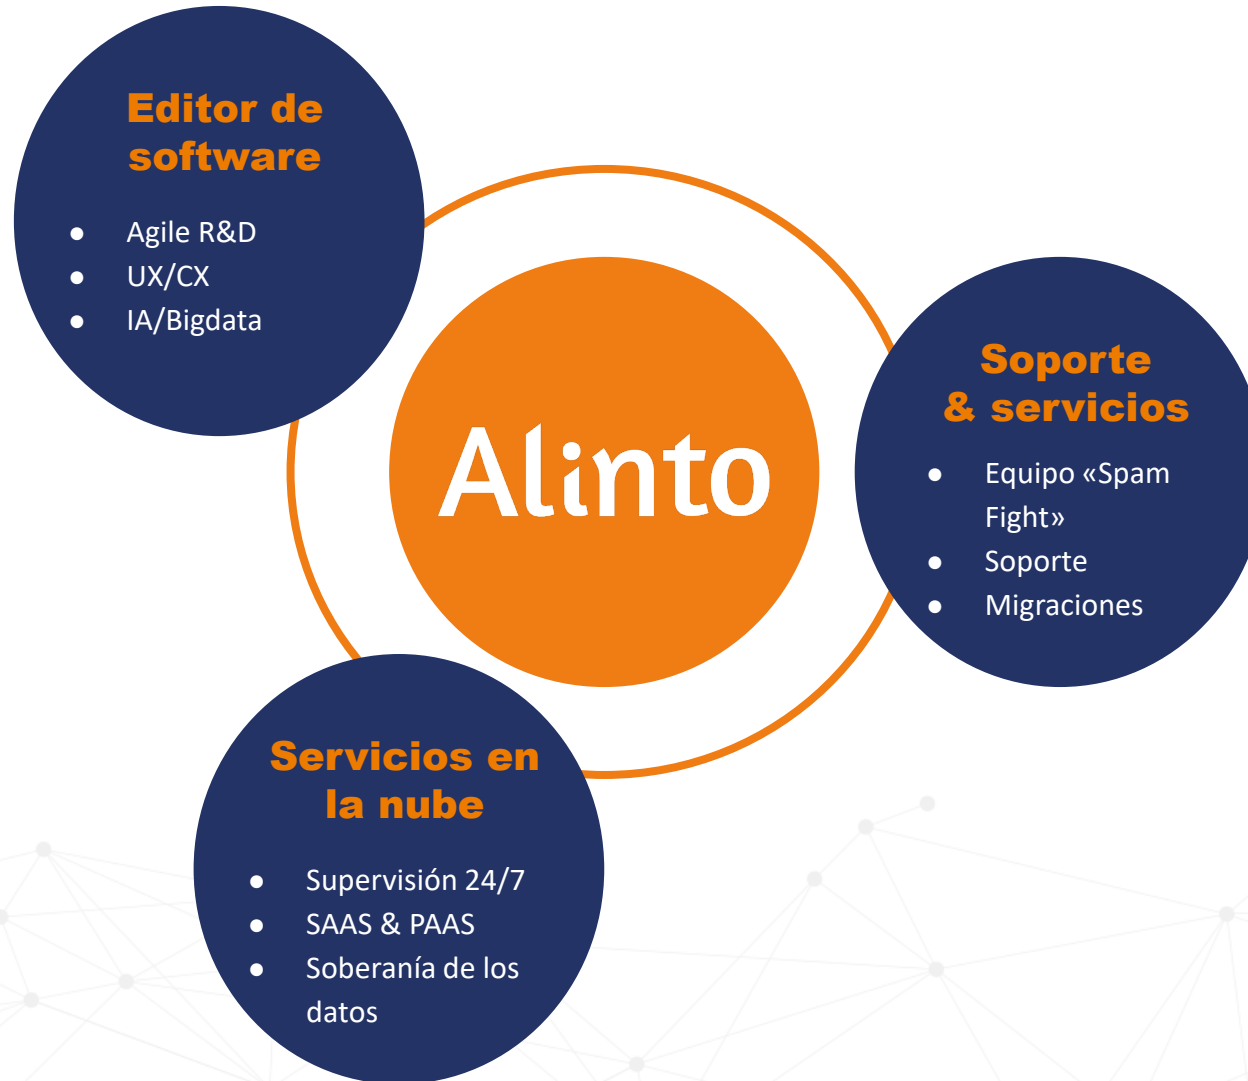 Editor de
software
● Agile R&D
● UX/CX
● IA/Bigdata
Alinto
Soporte
& servicios
● Equipo «Spam
Fight»
● Soporte
● Migraciones
Servicios en
la nube
● Supervisión 24/7
● SAAS & PAAS
● Soberanía de los
datos